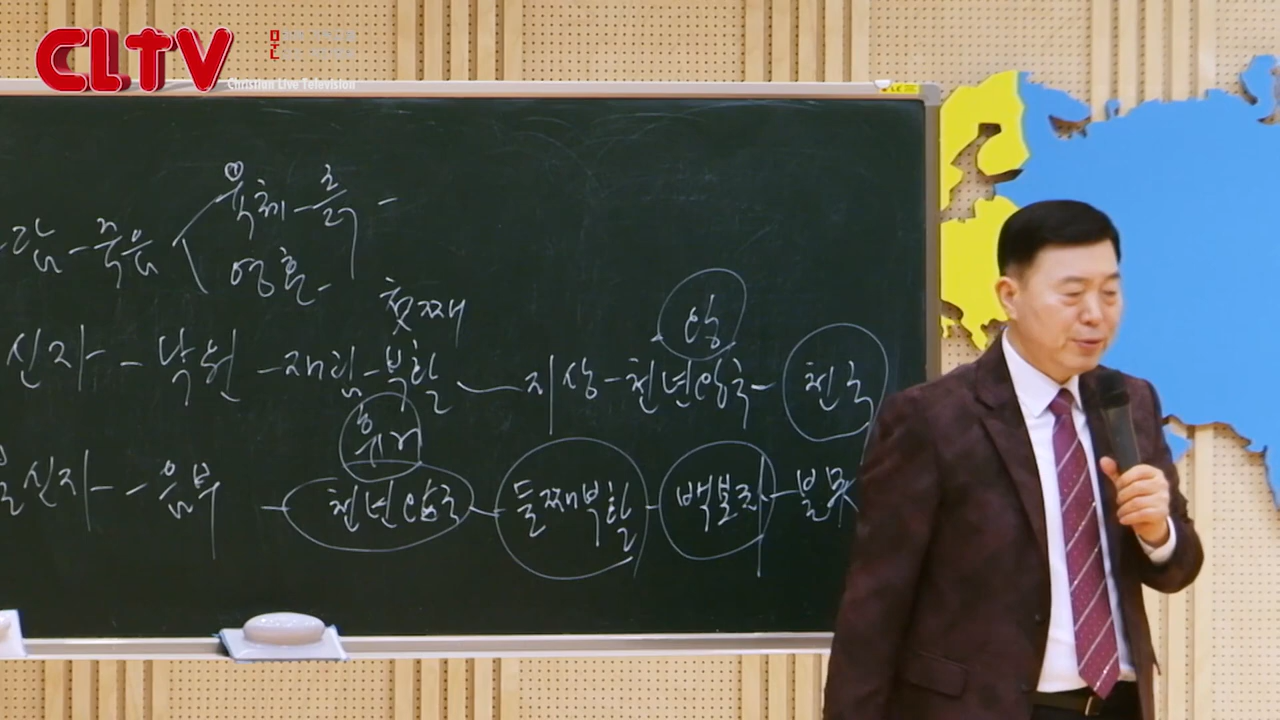 CLTV
Christian Live Television
육체 - 흙 -
람 - 죽음
영혼 -
첫째
왕
신자 - 낙원 - 재림 - 부활 - 지상 - 천년왕국 - 천국
휴거
불신자 - 음부 - 천년왕국 - 둘째부활 - 백보좌 - 불못